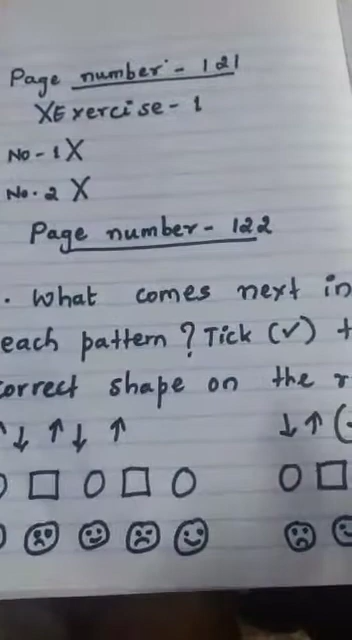 Page number - 121
XExercise - 1
No - 1 X
No. 2 X
Page number - 122
. What comes next in
each pattern ? Tick (✓) t
correct shape on the r
↑ ↓ ↑ ↓ ↑ ↓ ↑ (